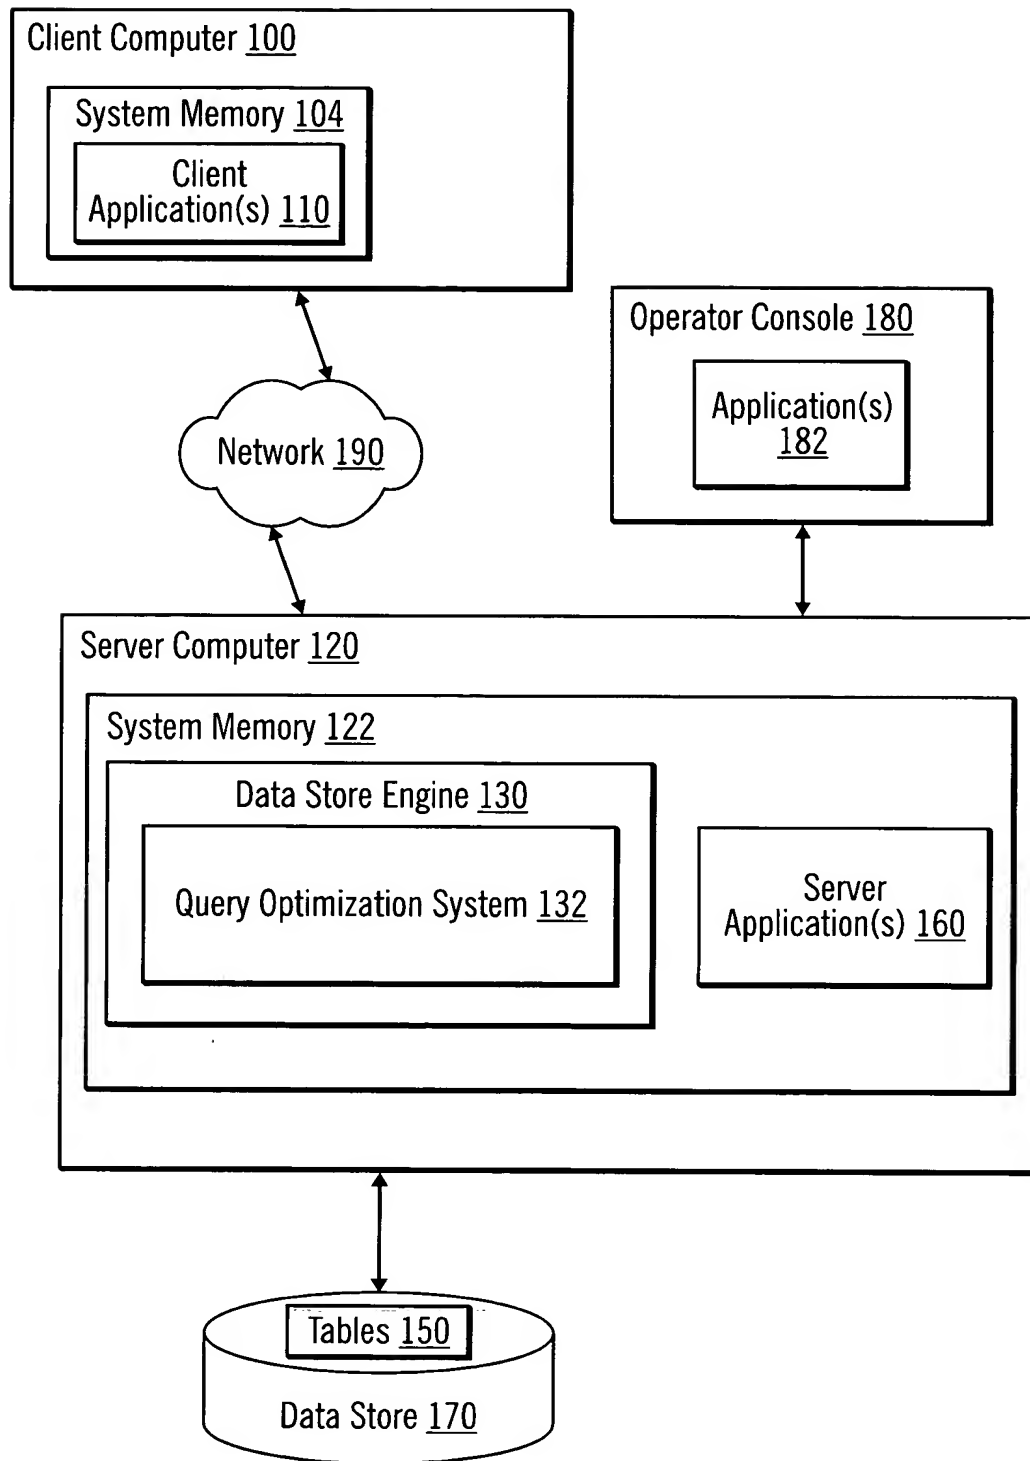 Client Computer 100
System Memory 104
Client
Application(s) 110
Operator Console 180
Application(s)
182
Network 190
Server Computer 120
System Memory 122
Data Store Engine 130
Query Optimization System 132
Server
Application(s) 160
Tables 150
Data Store 170